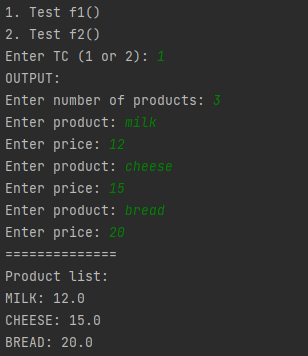 1. Test f1()
2. Test f2()
Enter TC (1 or 2): 1
OUTPUT:
Enter number of products: 3
Enter product: milk
Enter price: 12
Enter product: cheese
Enter price: 15
Enter product: bread
Enter price: 20
==============
Product list:
MILK: 12.0
CHEESE: 15.0
BREAD: 20.0